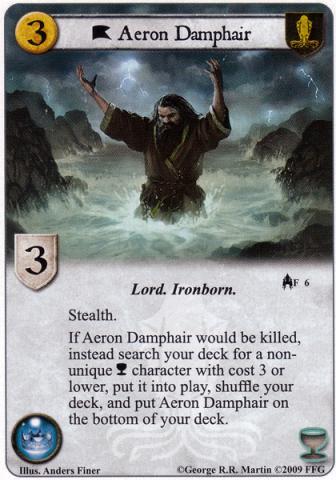 3
Aeron Damphair
3
Lord. Ironborn.
F 6
Stealth.
If Aeron Damphair would be killed,
instead search your deck for a non-
unique character with cost 3 or
lower, put it into play, shuffle your
deck, and put Aeron Damphair on
the bottom of your deck.
Illus. Anders Finer
©George R.R. Martin ©2009 FFG